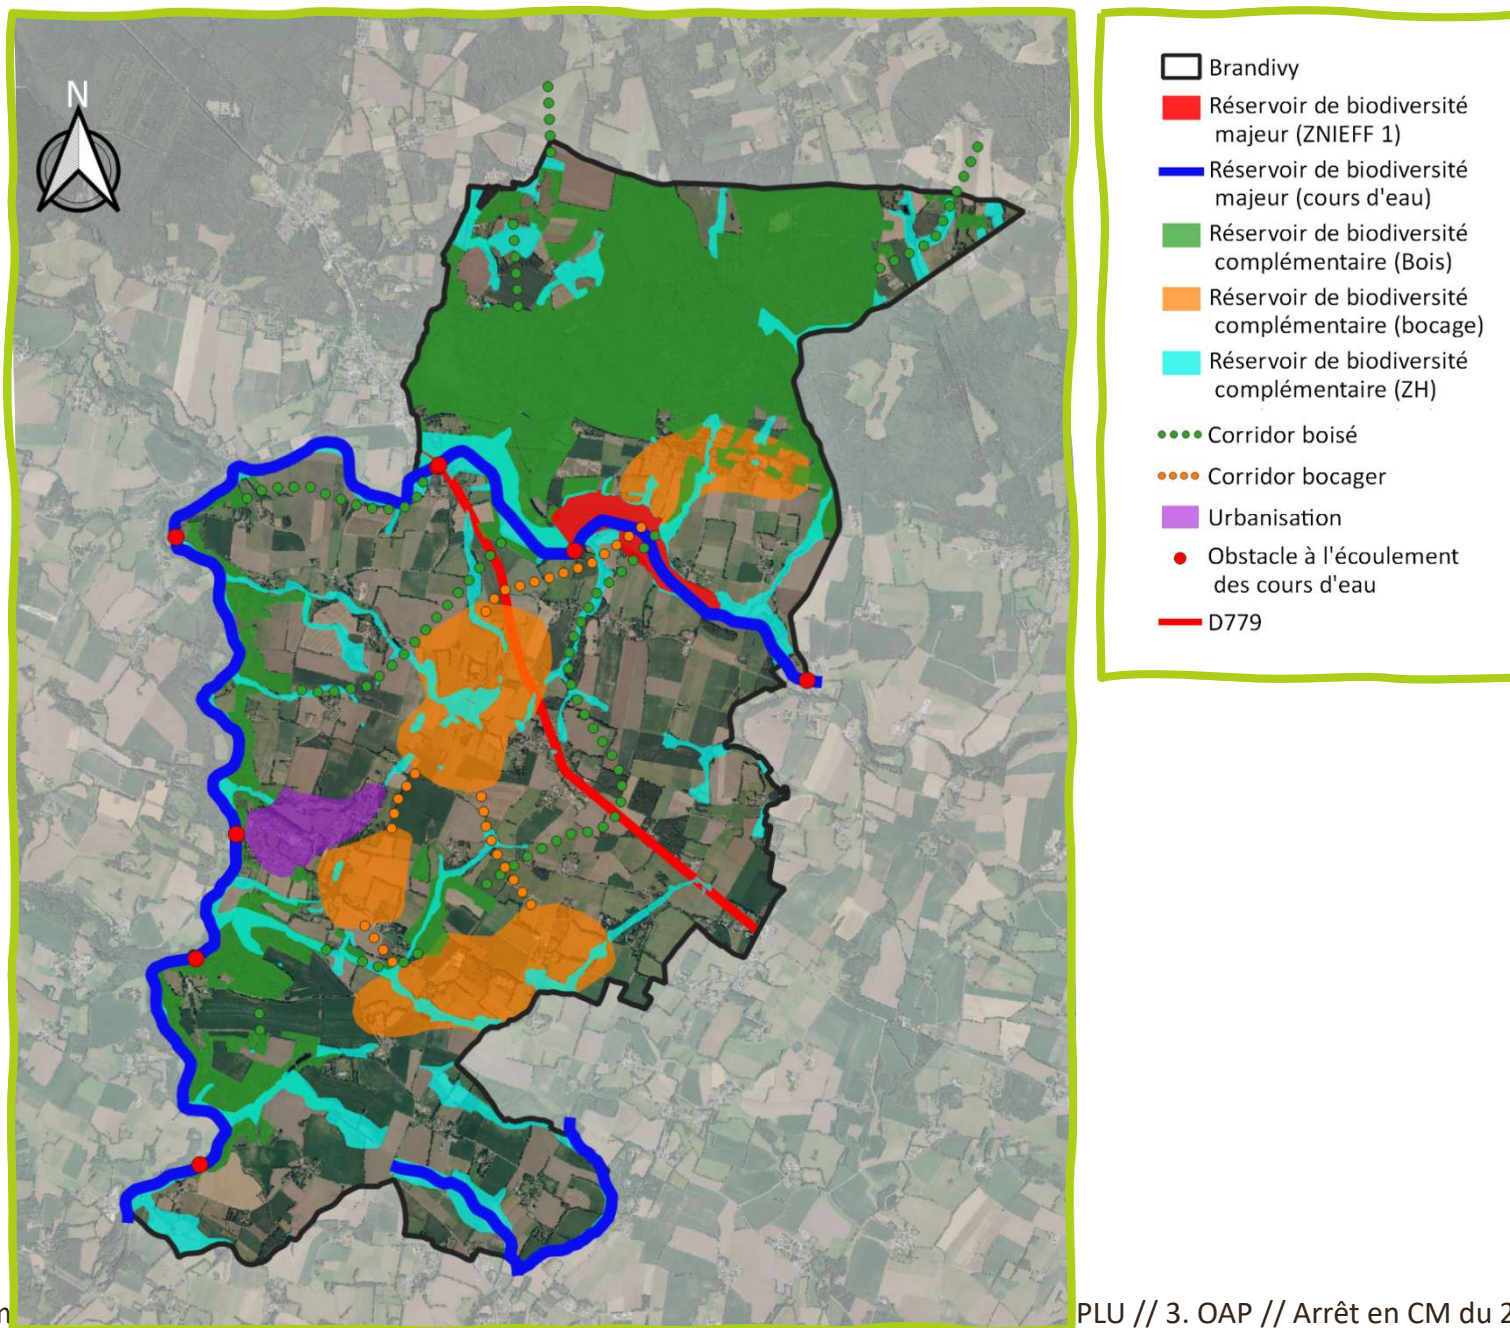 N
Brandivy
Réservoir de biodiversité
majeur (ZNIEFF 1)
Réservoir de biodiversité
majeur (cours d'eau)
Réservoir de biodiversité
complémentaire (Bois)
Réservoir de biodiversité
complémentaire (bocage)
Réservoir de biodiversité
complémentaire (ZH)
Corridor boisé
Corridor bocager
Urbanisation
Obstacle à l'écoulement
des cours d'eau
D779
PLU // 3. OAP // Arrêt en CM du 2